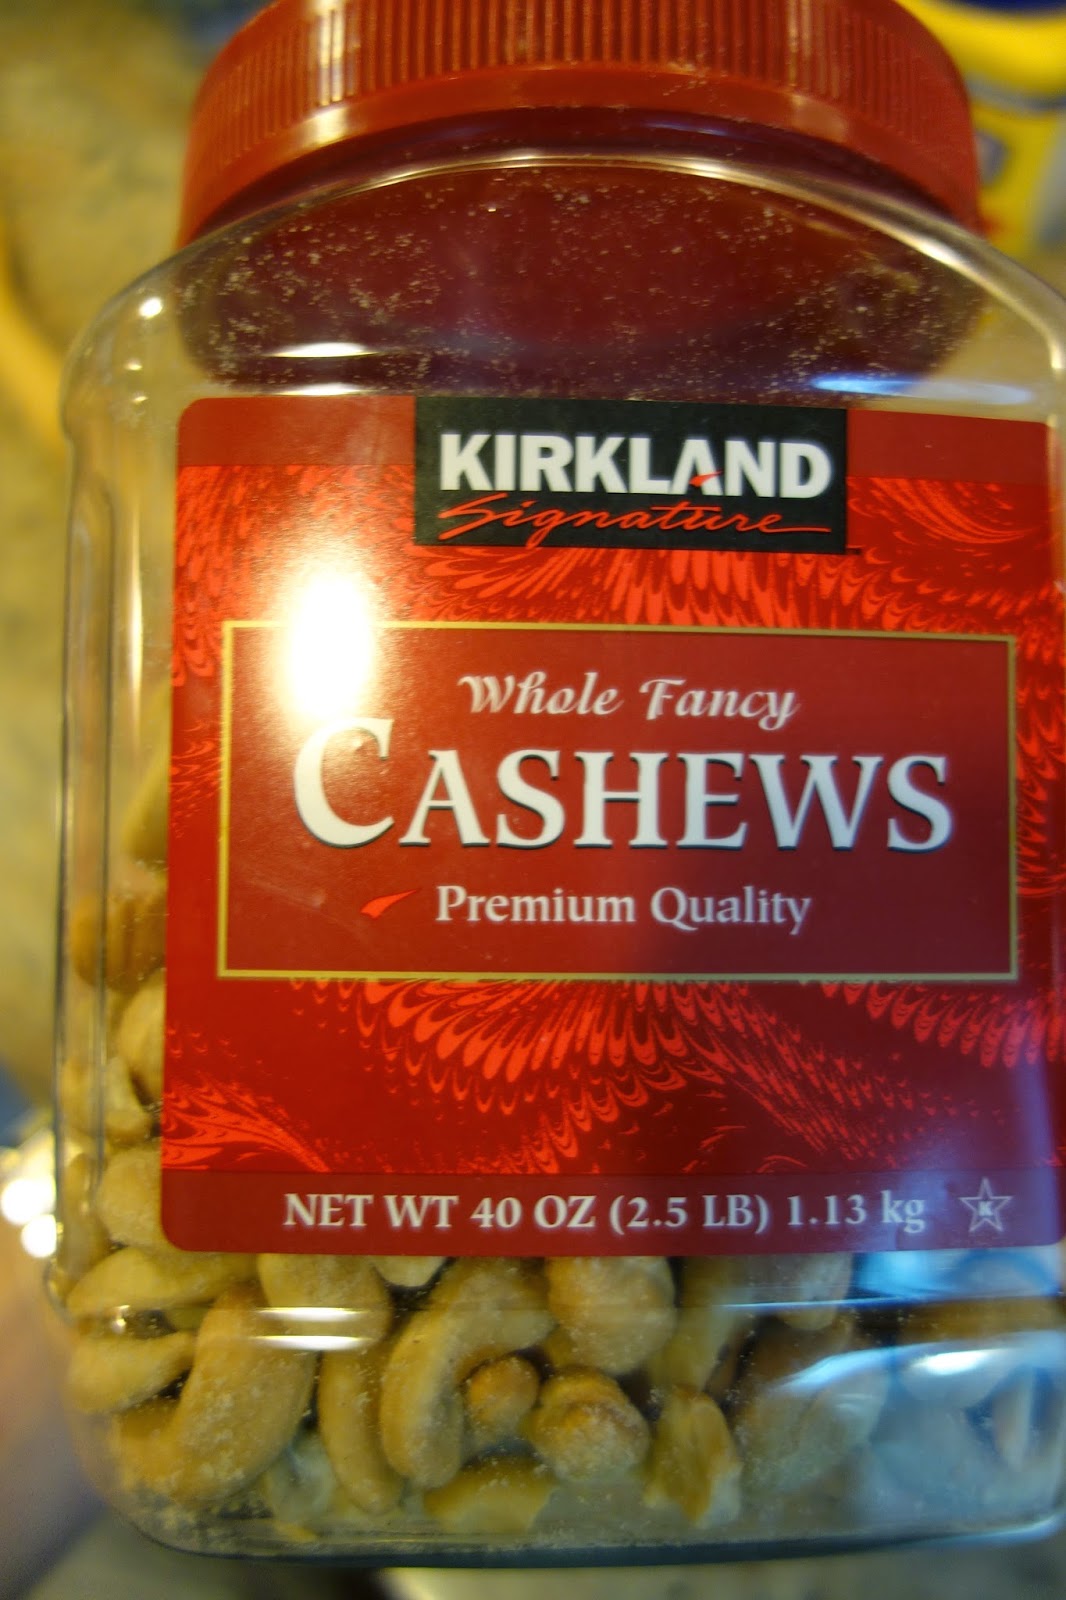 KIRKLAND
Signature
Whole Fancy
CASHEWS
Premium Quality
NET WT 40 OZ (2.5 LB) 1.13 kg K